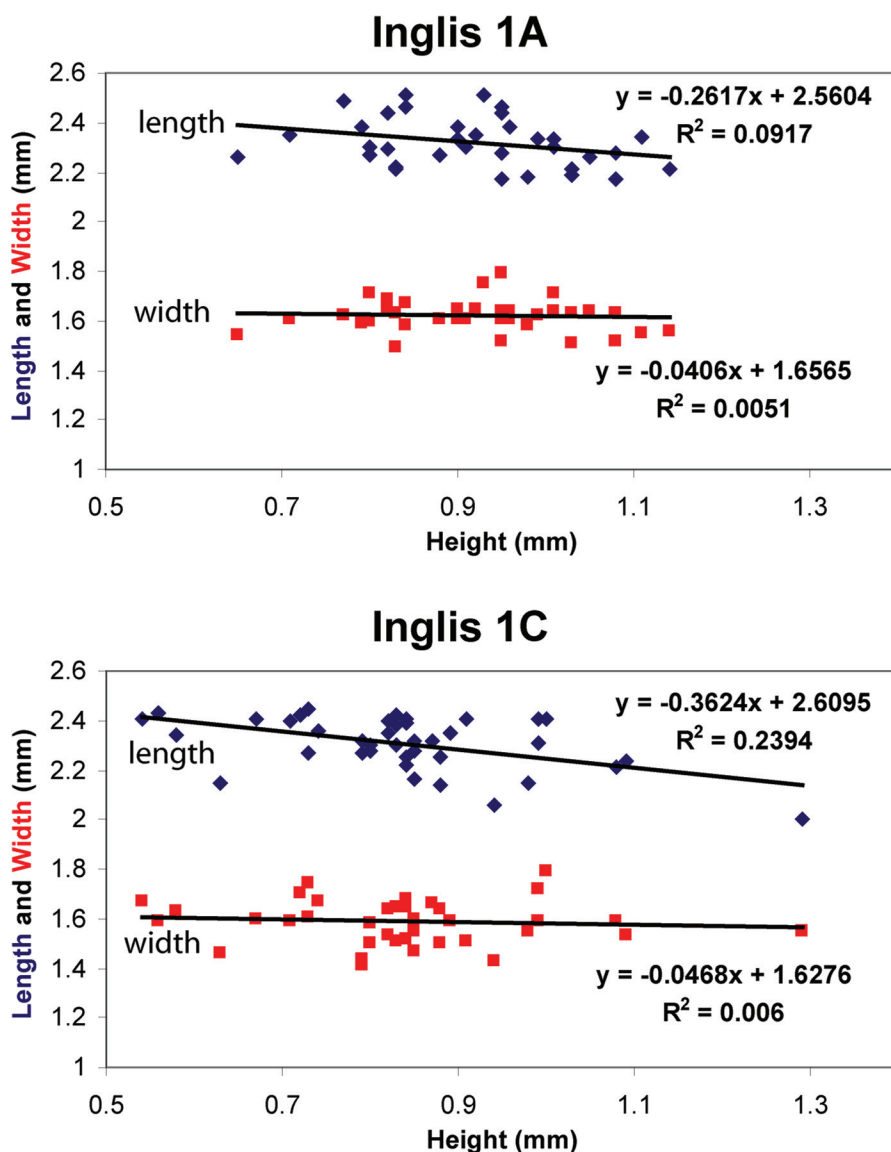 Inglis 1A
2.6
2.4
2.2
2
1.8
1.6
1.4
1.2
1
Length and Width (mm)
length
y = -0.2617x + 2.5604
R² = 0.0917
width
y = -0.0406x + 1.6565
R² = 0.0051
0.5 0.7 0.9 1.1 1.3
Height (mm)
Inglis 1C
2.6
2.4
2.2
2
1.8
1.6
1.4
1.2
1
Length and Width (mm)
length
y = -0.3624x + 2.6095
R² = 0.2394
width
y = -0.0468x + 1.6276
R² = 0.006
0.5 0.7 0.9 1.1 1.3
Height (mm)